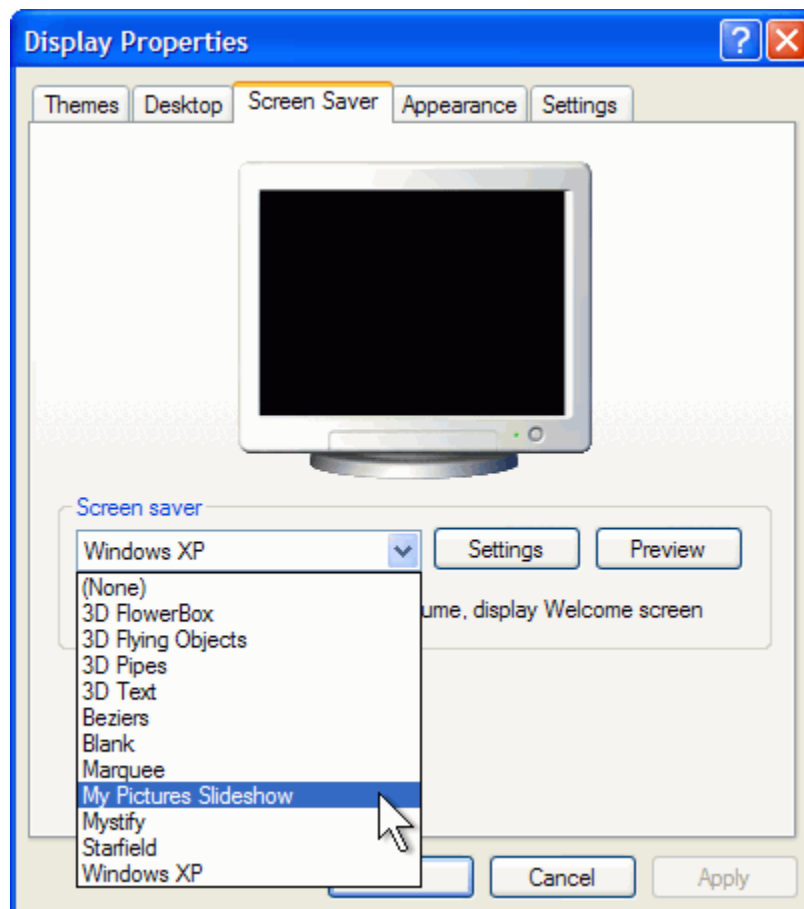 Display Properties
Themes Desktop Screen Saver Appearance Settings
Screen saver
Windows XP Settings Preview
(None)
3D FlowerBox
ume, display Welcome screen
3D Flying Objects
3D Pipes
3D Text
Beziers
Blank
Marquee
My Pictures Slideshow
Mystify
Starfield
Windows XP
Cancel Apply